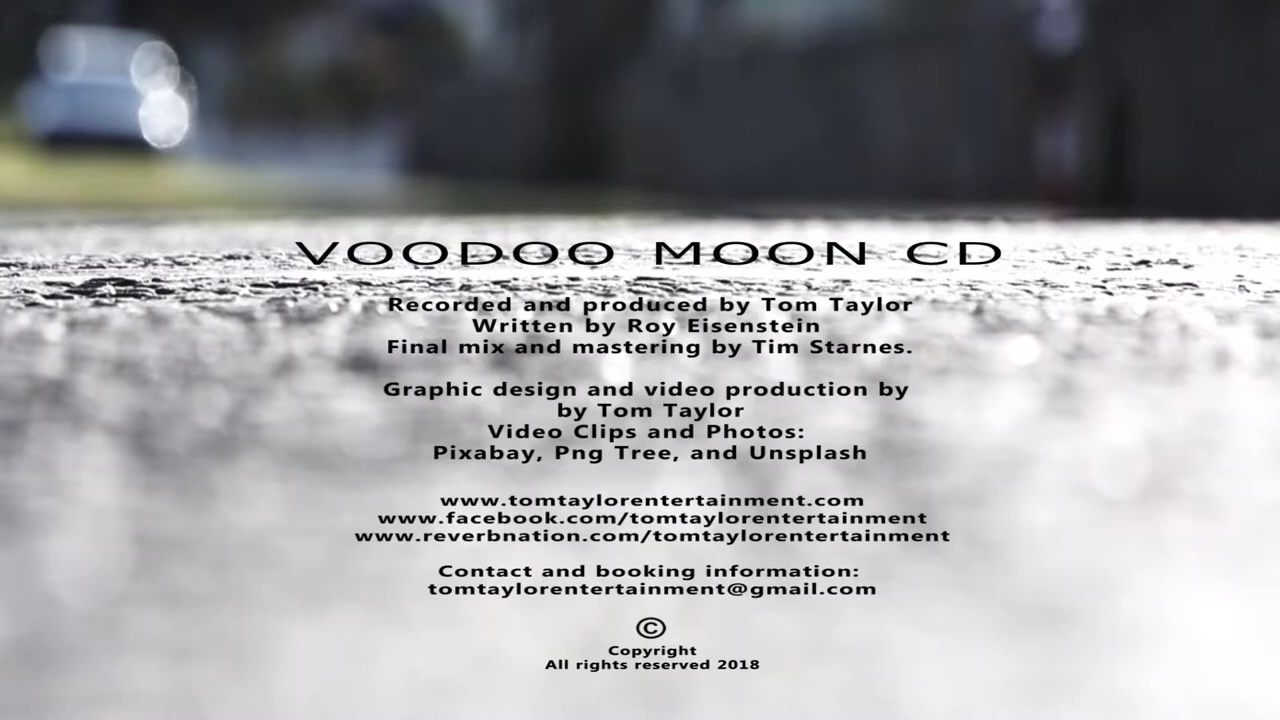 VOODOO MOON CD
Recorded and produced by Tom Taylor
Written by Roy Eisenstein
Final mix and mastering by Tim Starnes.
Graphic design and video production by
by Tom Taylor
Video Clips and Photos:
Pixabay, Png Tree, and Unsplash
www.tomtaylorentertainment.com
www.facebook.com/tomtaylorentertainment
www.reverbnation.com/tomtaylorentertainment
Contact and booking information:
tomtaylorentertainment@gmail.com
©
Copyright
All rights reserved 2018